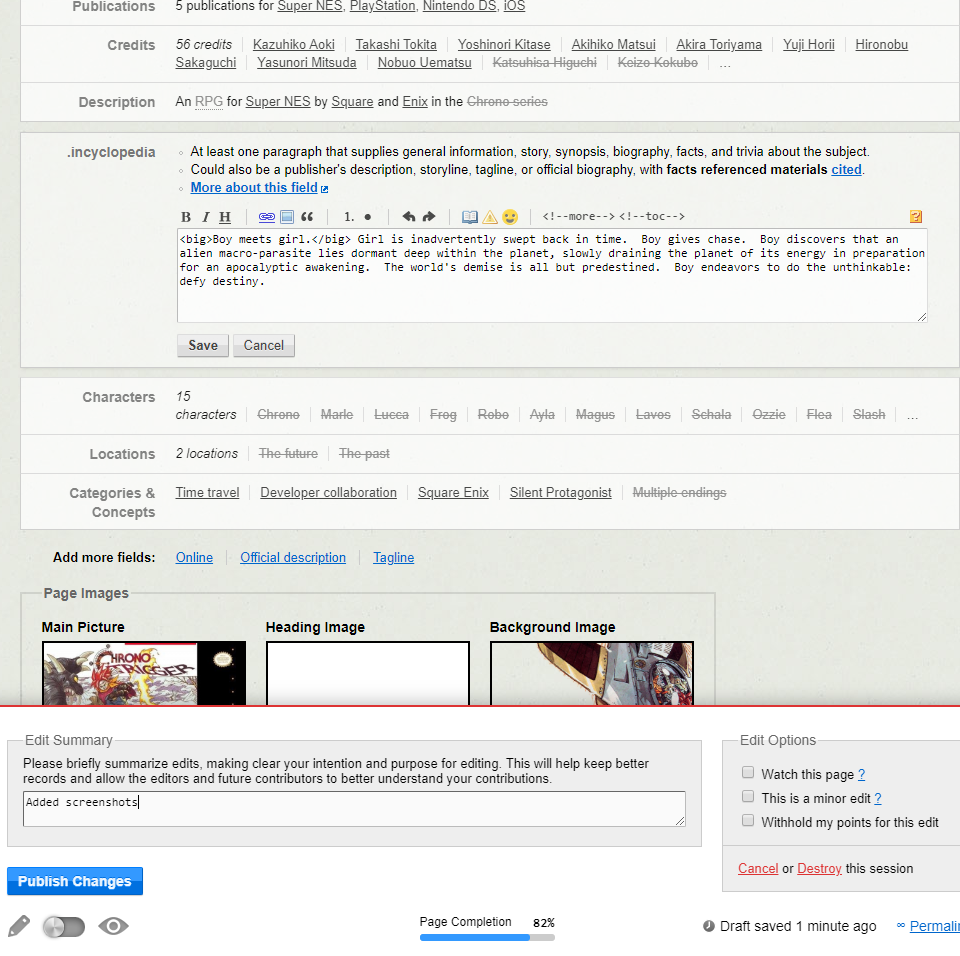 Publications 5 publications for Super NES, PlayStation, Nintendo DS, iOS
Credits 56 credits Kazuhiko Aoki Takashi Tokita Yoshinori Kitase Akihiko Matsui Akira Toriyama Yuji Horii Hironobu
Sakaguchi Yasunori Mitsuda Nobuo Uematsu Katsuhisa Higuchi Keizo Kokubo ...
Description An RPG for Super NES by Square and Enix in the Chrono series
.incyclopedia At least one paragraph that supplies general information, story, synopsis, biography, facts, and trivia about the subject.
Could also be a publisher's description, storyline, tagline, or official biography, with facts referenced materials cited.
More about this field
B I H 1. <!--more--> <!--toc-->
<big>Boy meets girl.</big> Girl is inadvertently swept back in time. Boy gives chase. Boy discovers that an
alien macro-parasite lies dormant deep within the planet, slowly draining the planet of its energy in preparation
for an apocalyptic awakening. The world's demise is all but predestined. Boy endeavors to do the unthinkable:
defy destiny.
Save Cancel
Characters 15
characters Chrono Marle Lucca Frog Robo Ayla Magus Lavos Schala Ozzie Flea Slash ...
Locations 2 locations The future The past
Categories & Time travel Developer collaboration Square Enix Silent Protagonist Multiple endings
Concepts
Add more fields: Online Official description Tagline
Page Images
Main Picture Heading Image Background Image
CHRONO
TRIGGER
Edit Summary
Please briefly summarize edits, making clear your intention and purpose for editing. This will help keep better
records and allow the editors and future contributors to better understand your contributions.
Added screenshots
Edit Options
Watch this page ?
This is a minor edit ?
Withhold my points for this edit
Cancel or Destroy this session
Publish Changes
Page Completion 82%
Draft saved 1 minute ago Permali